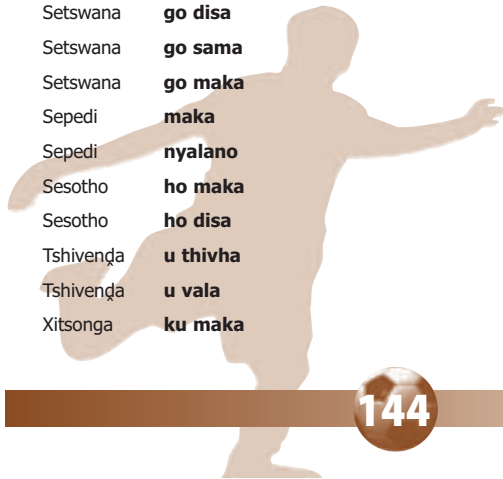 Setswana go disa
Setswana go sama
Setswana go maka
Sepedi maka
Sepedi nyalano
Sesotho ho maka
Sesotho ho disa
Tshivenḓa u thivha
Tshivenḓa u vala
Xitsonga ku maka
144